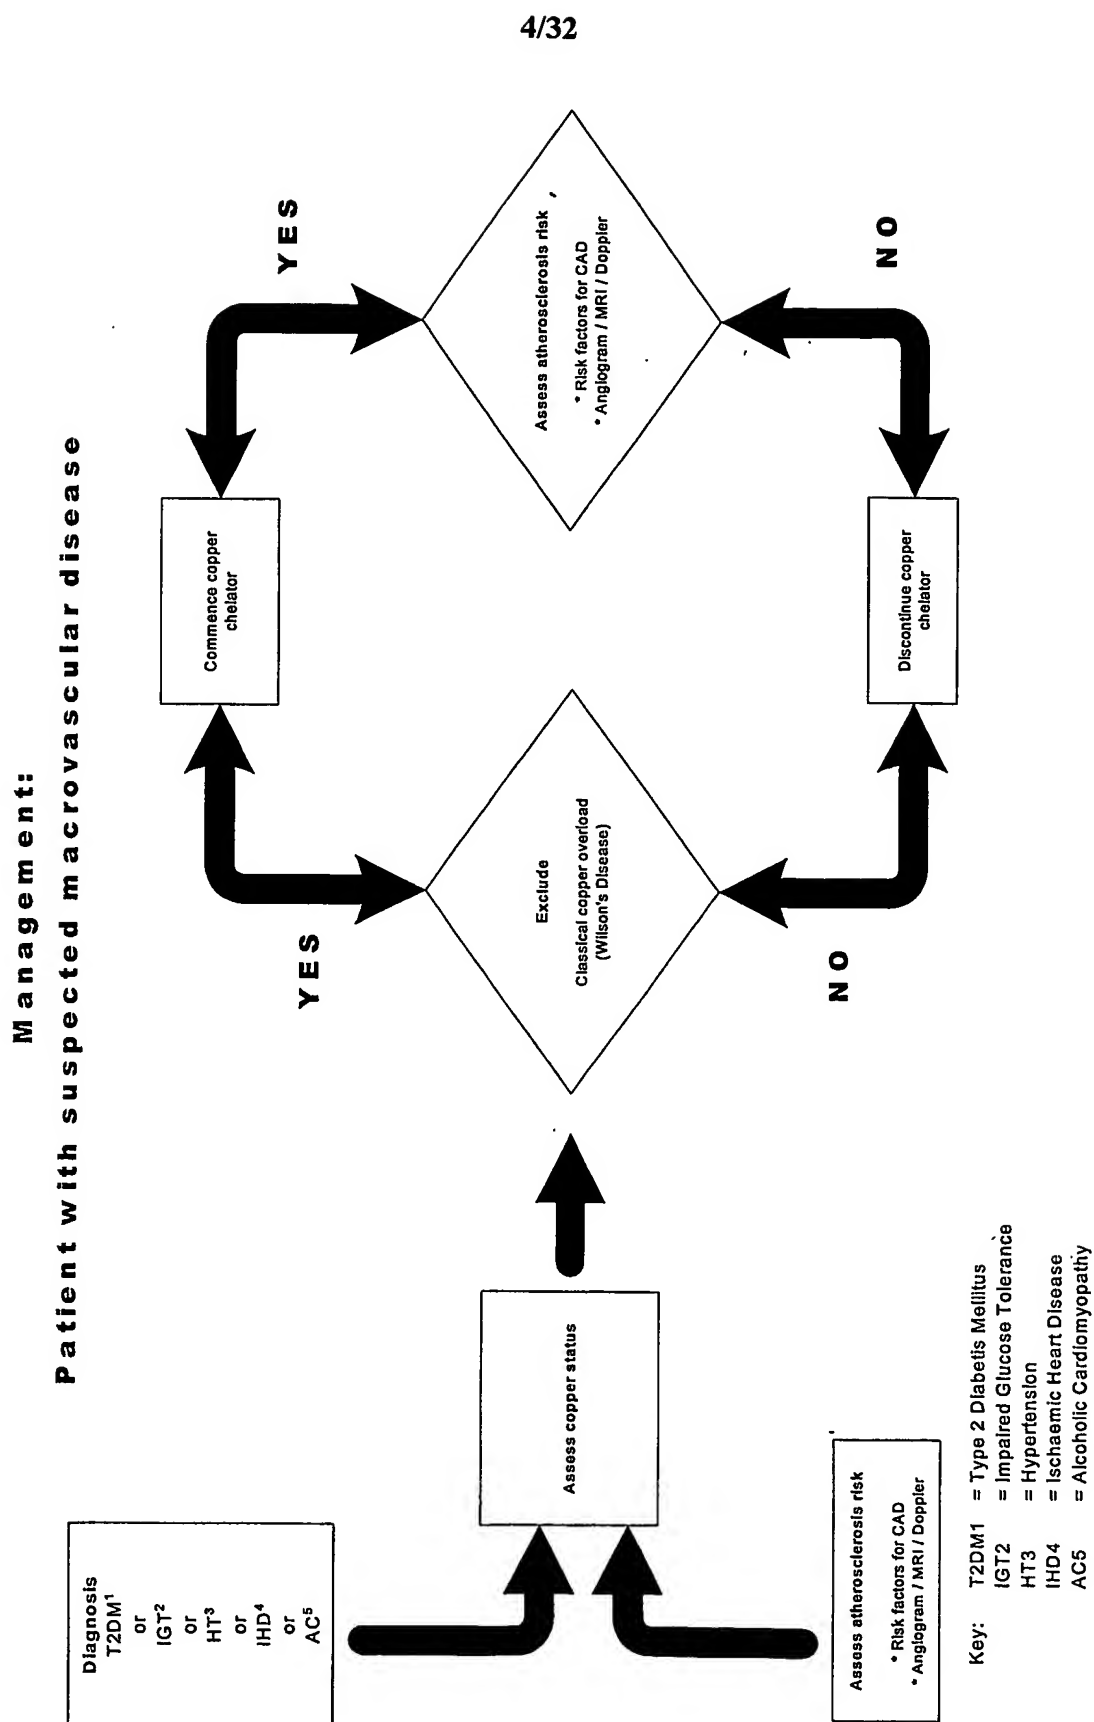 4/32
Management:
Patient with suspected macrovascular disease
Diagnosis
T2DM¹
or
IGT²
or
HT³
or
IHD⁴
or
AC⁵
Assess atherosclerosis risk
* Risk factors for CAD
* Angiogram / MRI / Doppler
Assess copper status
Exclude
Classical copper overload
(Wilson's Disease)
YES
NO
Commence copper
chelator
Discontinue copper
chelator
YES
NO
Assess atherosclerosis risk
* Risk factors for CAD
* Angiogram / MRI / Doppler
Key: T2DM1 = Type 2 Diabetis Mellitus
IGT2 = Impaired Glucose Tolerance
HT3 = Hypertension
IHD4 = Ischaemic Heart Disease
AC5 = Alcoholic Cardiomyopathy